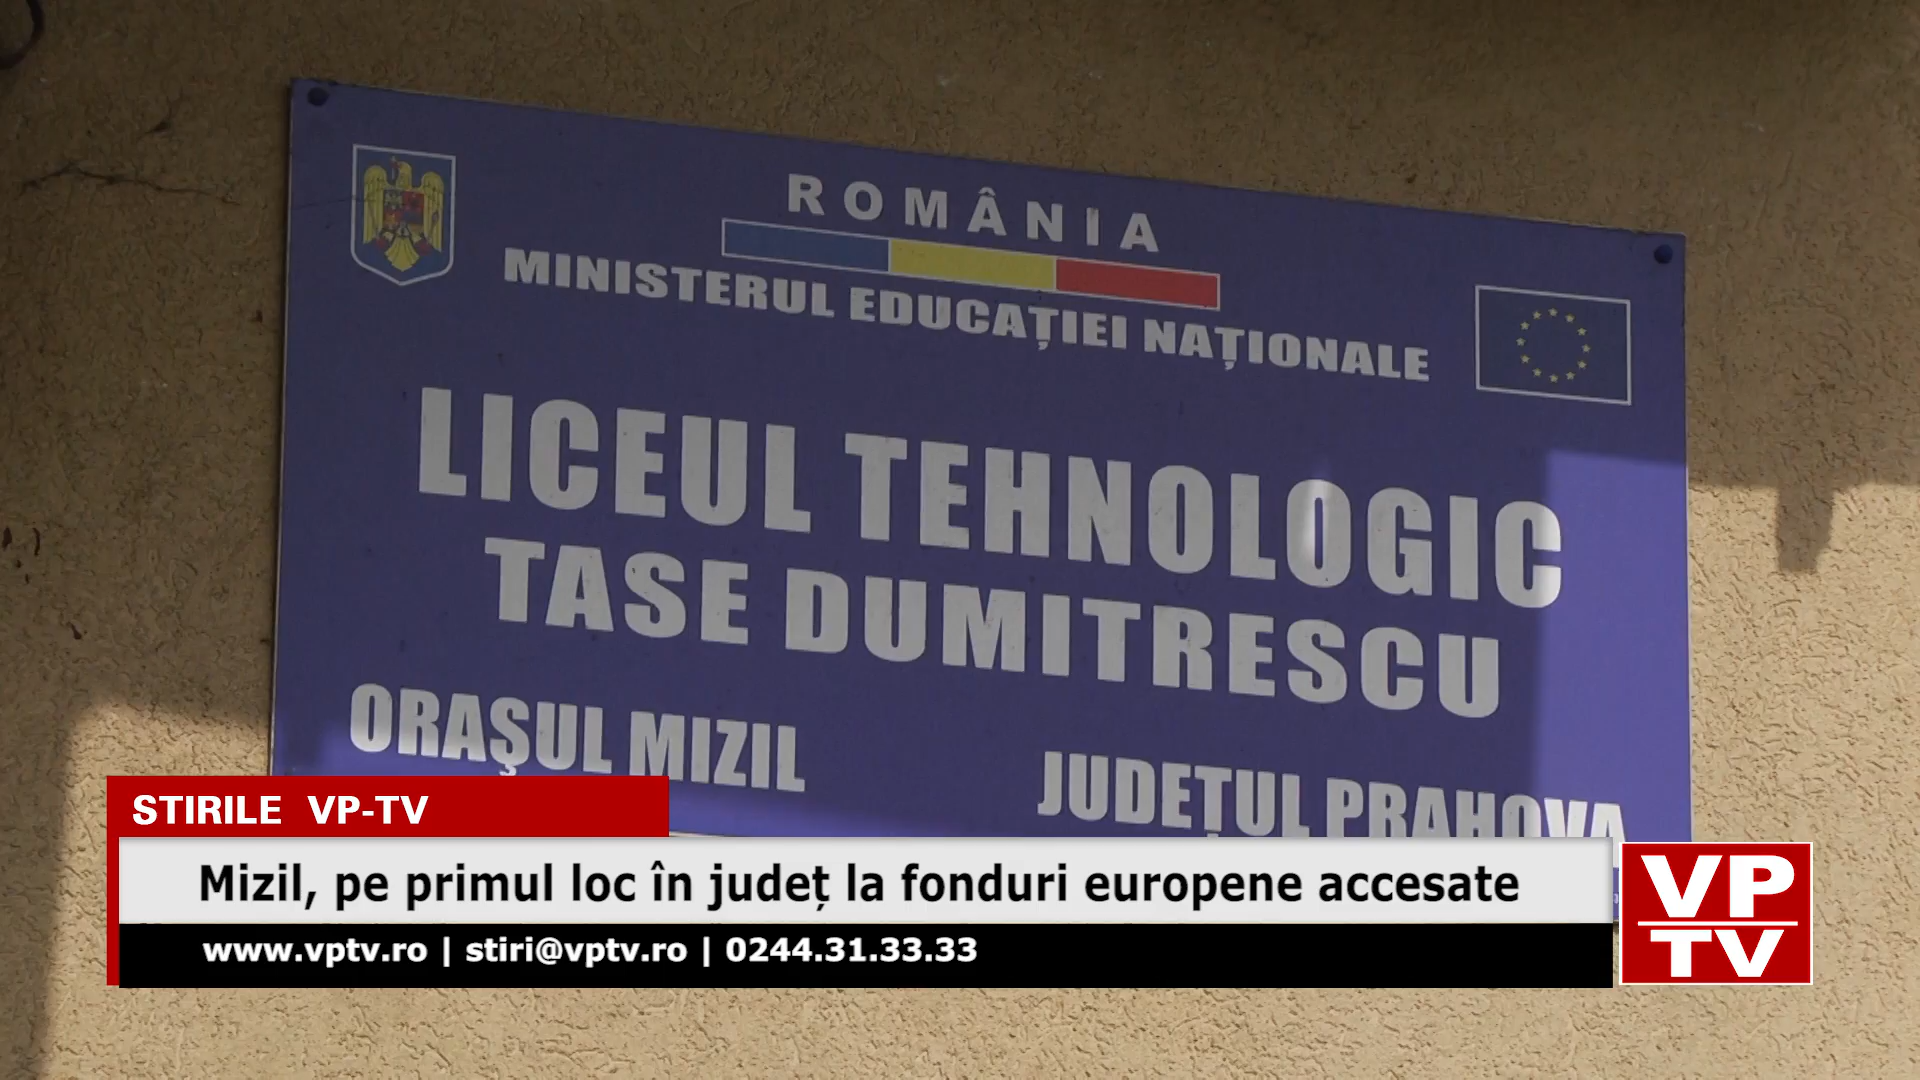 ROMÂNIA
MINISTERUL EDUCAȚIEI NAȚIONALE
LICEUL TEHNOLOGIC
TASE DUMITRESCU
ORAŞUL MIZIL
JUDEȚUL PRAHOVA
STIRILE VP-TV
Mizil, pe primul loc în județ la fonduri europene accesate
www.vptv.ro | stiri@vptv.ro | 0244.31.33.33
VP
TV